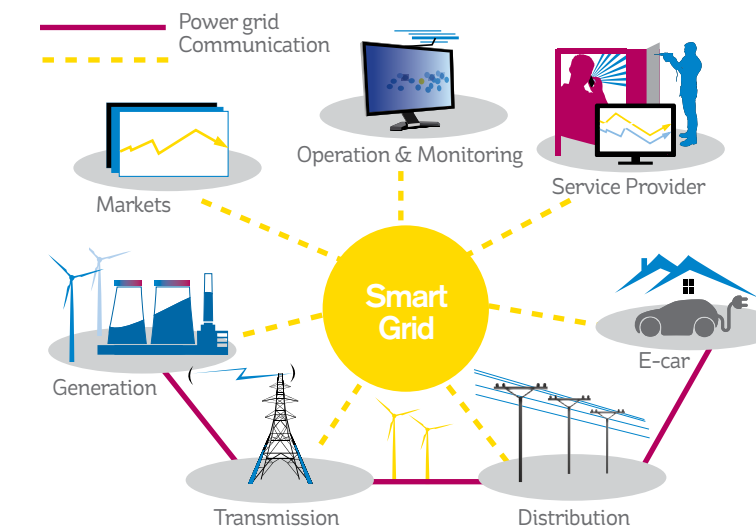 Power grid
Communication
Operation & Monitoring
Service Provider
Markets
Smart
Grid
E-car
Generation
Transmission
Distribution